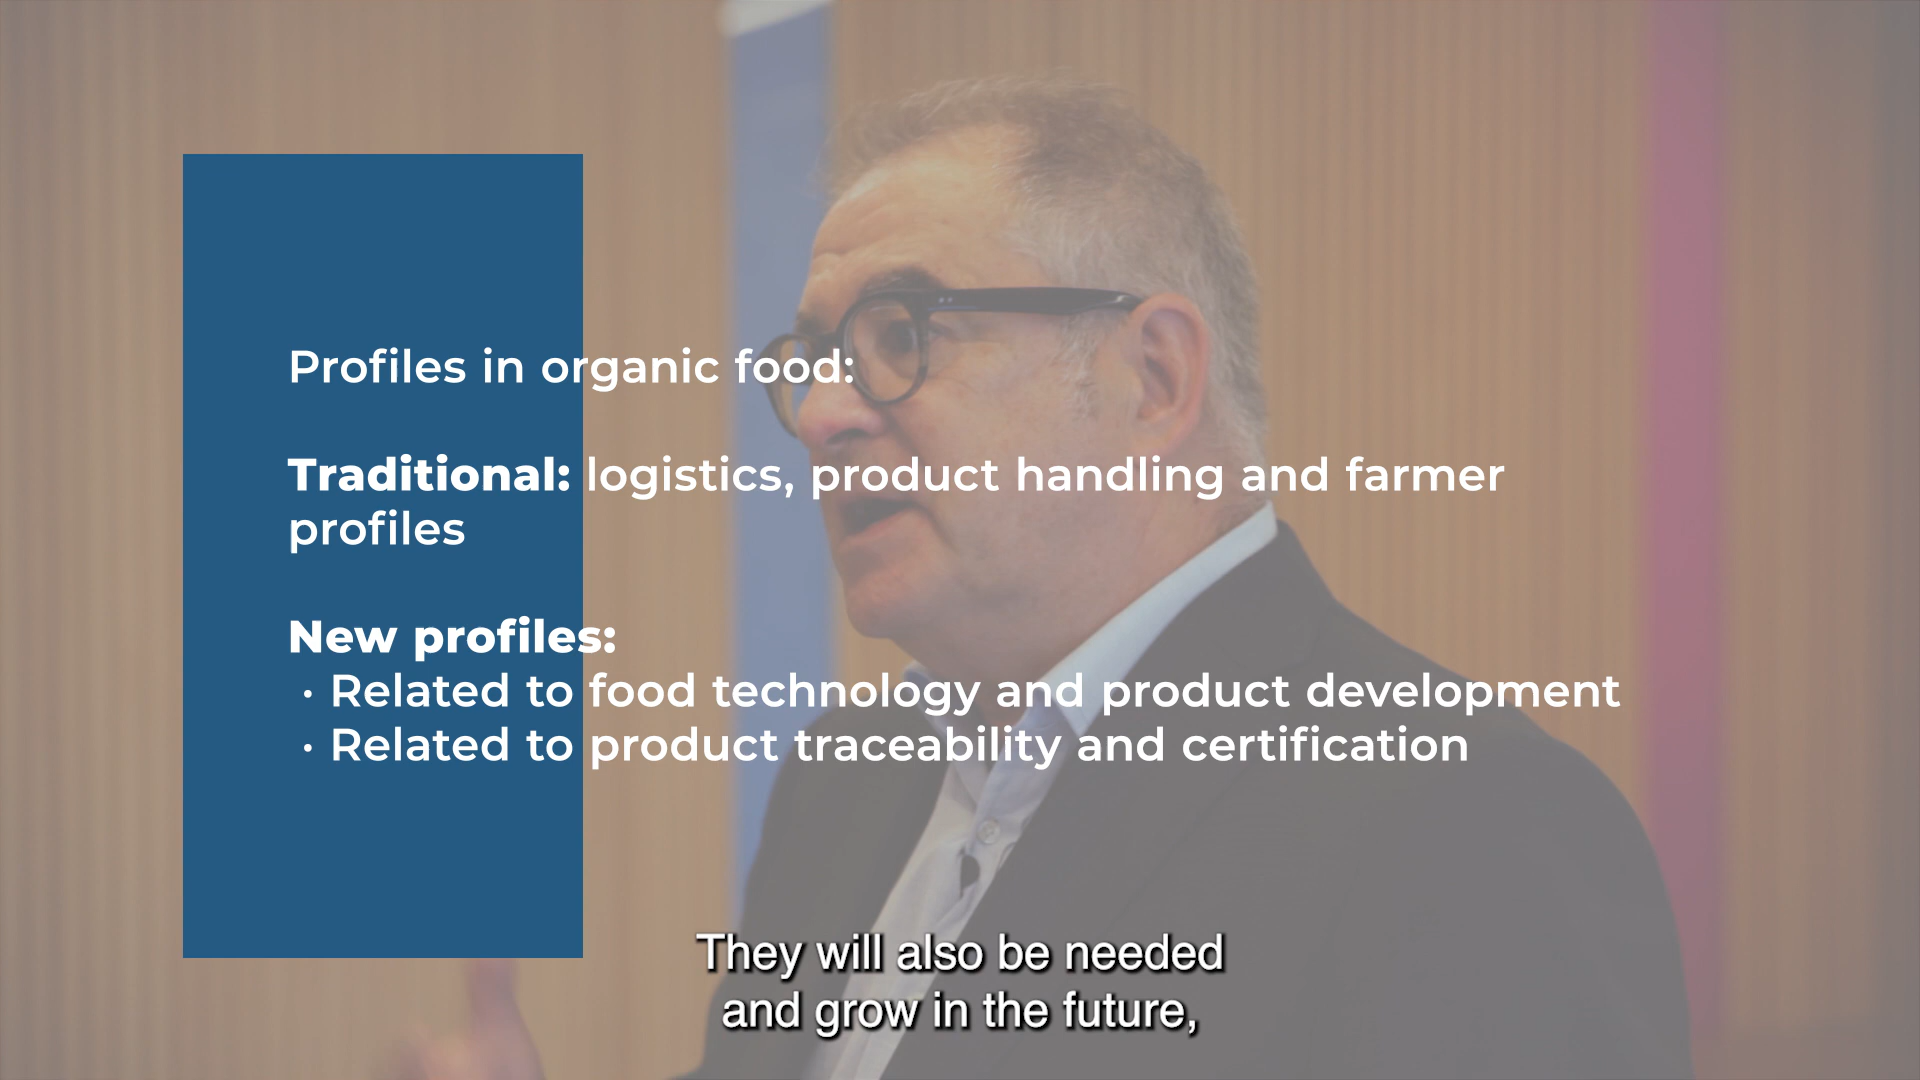 Profiles in organic food:
Traditional: logistics, product handling and farmer
profiles
New profiles:
· Related to food technology and product development
· Related to product traceability and certification
They will also be needed
and grow in the future,